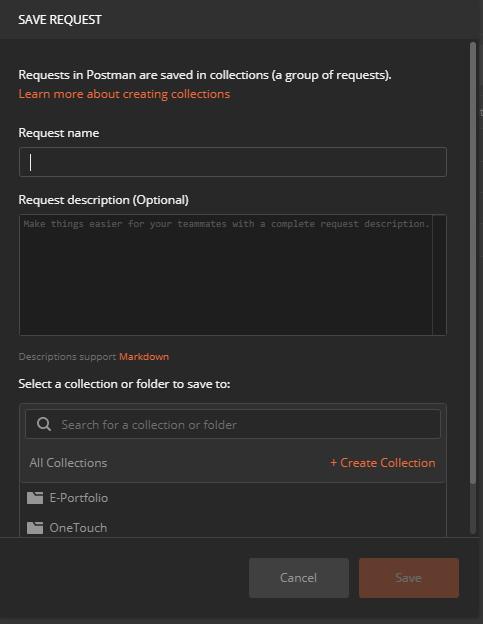 SAVE REQUEST
Requests in Postman are saved in collections (a group of requests).
Learn more about creating collections
Request name
Request description (Optional)
Make things easier for your teammates with a complete request description.
Descriptions support Markdown
Select a collection or folder to save to:
Search for a collection or folder
All Collections + Create Collection
E-Portfolio
OneTouch
Cancel Save